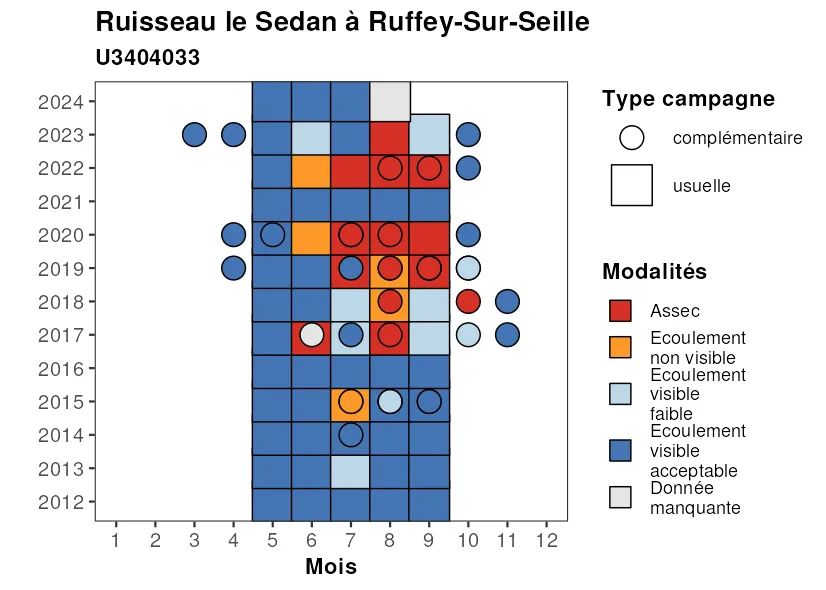 Ruisseau le Sedan à Ruffey-Sur-Seille
U3404033
2024
2023
2022
2021
2020
2019
2018
2017
2016
2015
2014
2013
2012
1 2 3 4 5 6 7 8 9 10 11 12
Mois
Type campagne
complémentaire
usuelle
Modalités
Assec
Ecoulement
non visible
Ecoulement
visible
faible
Ecoulement
visible
acceptable
Donnée
manquante